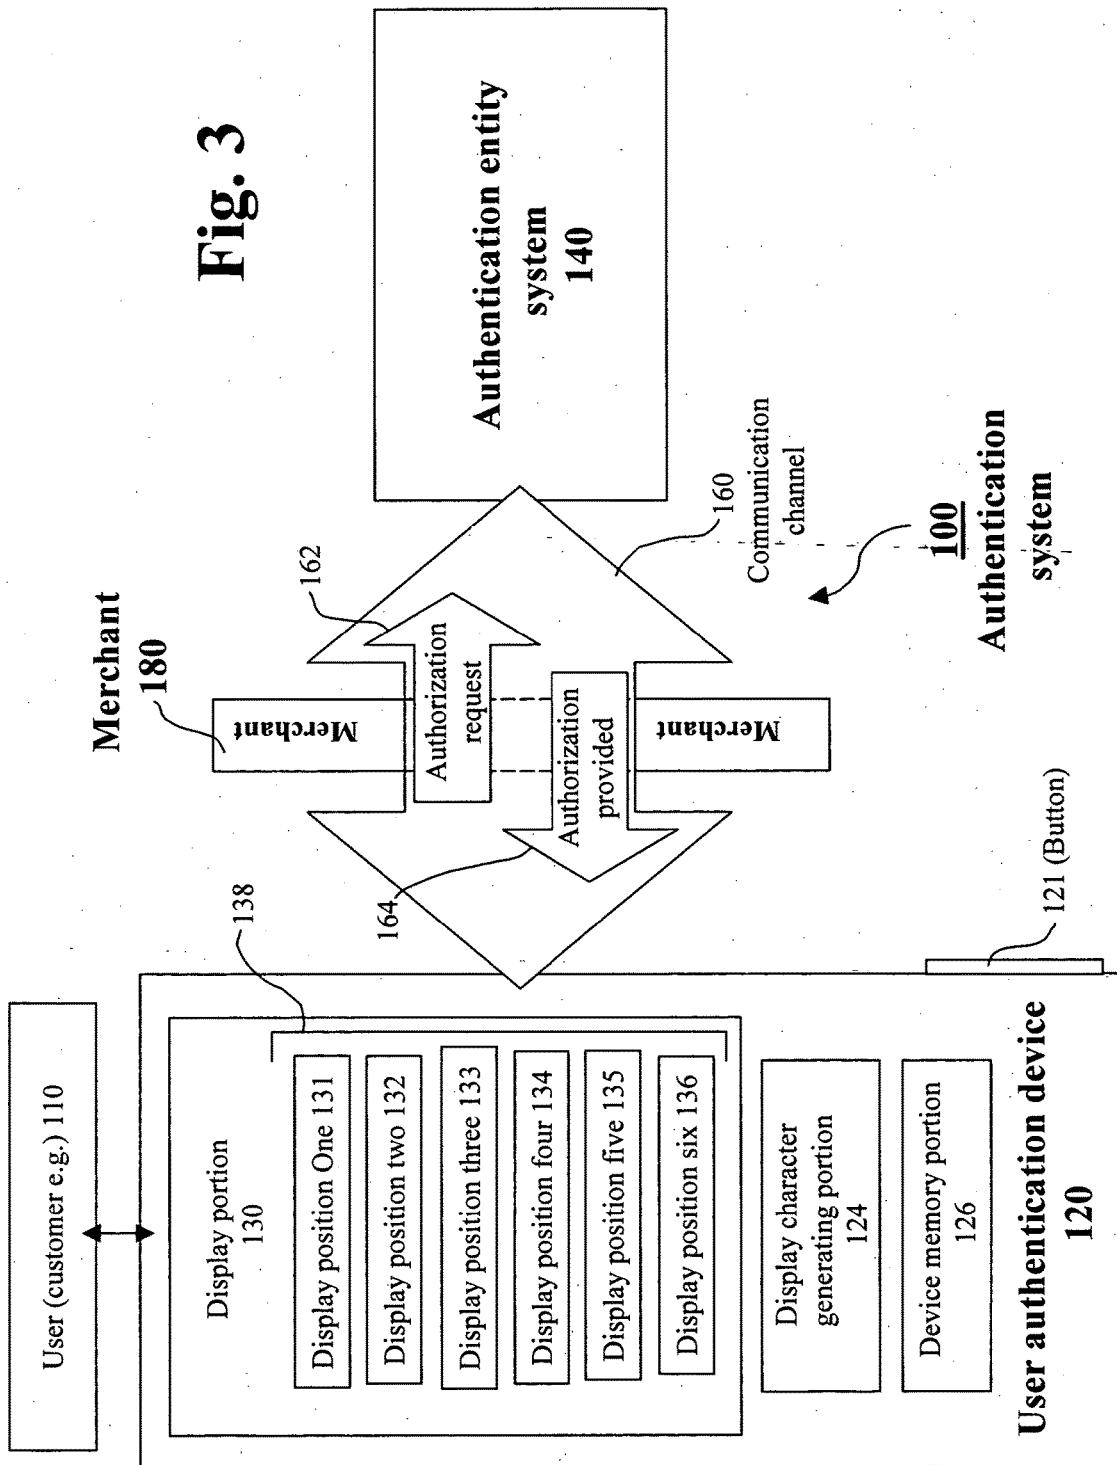 Fig. 3
User (customer e.g.) 110
Display portion
130
Display position One 131
Display position two 132
Display position three 133
Display position four 134
Display position five 135
Display position six 136
138
Display character
generating portion
124
Device memory portion
126
User authentication device
120
121 (Button)
Merchant
180
Merchant
Merchant
Authorization
request
162
Authorization
provided
164
160
Communication
channel
Authentication entity
system
140
100
Authentication
system